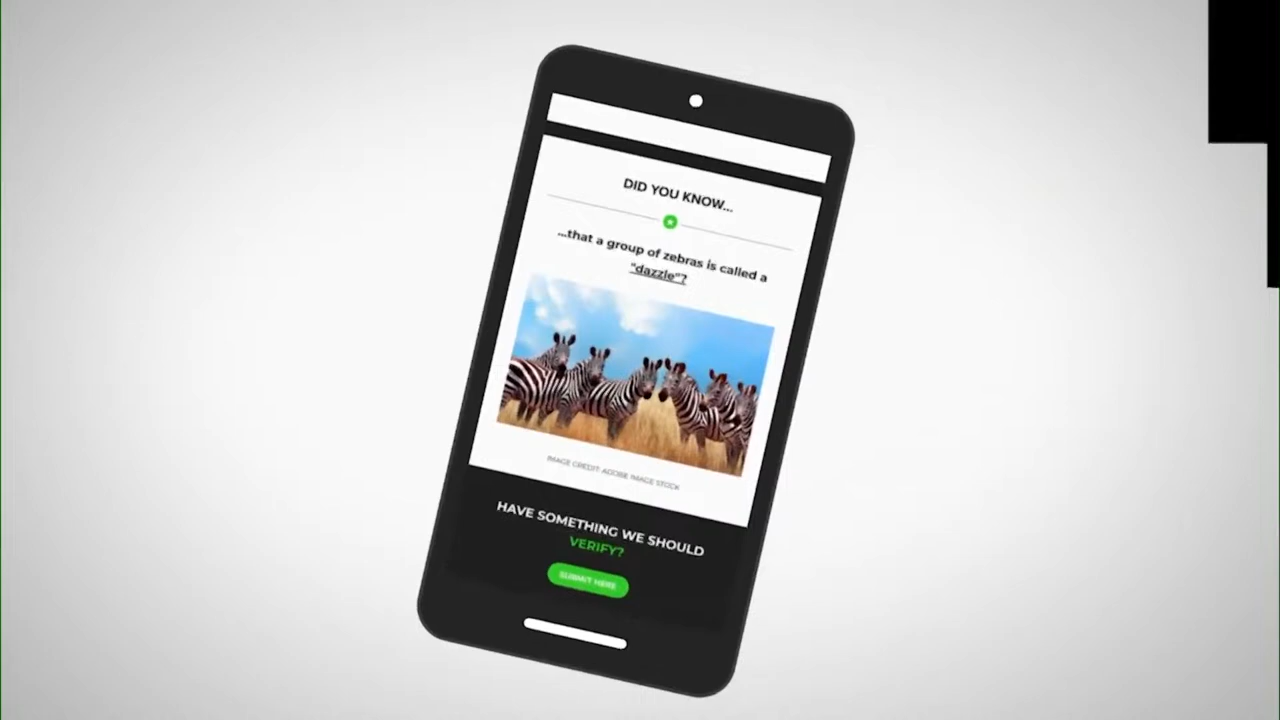 DID YOU KNOW...
...that a group of zebras is called a
"dazzle"?
IMAGE CREDIT: ADOBE IMAGE STOCK
HAVE SOMETHING WE SHOULD
VERIFY?
SUBMIT HERE